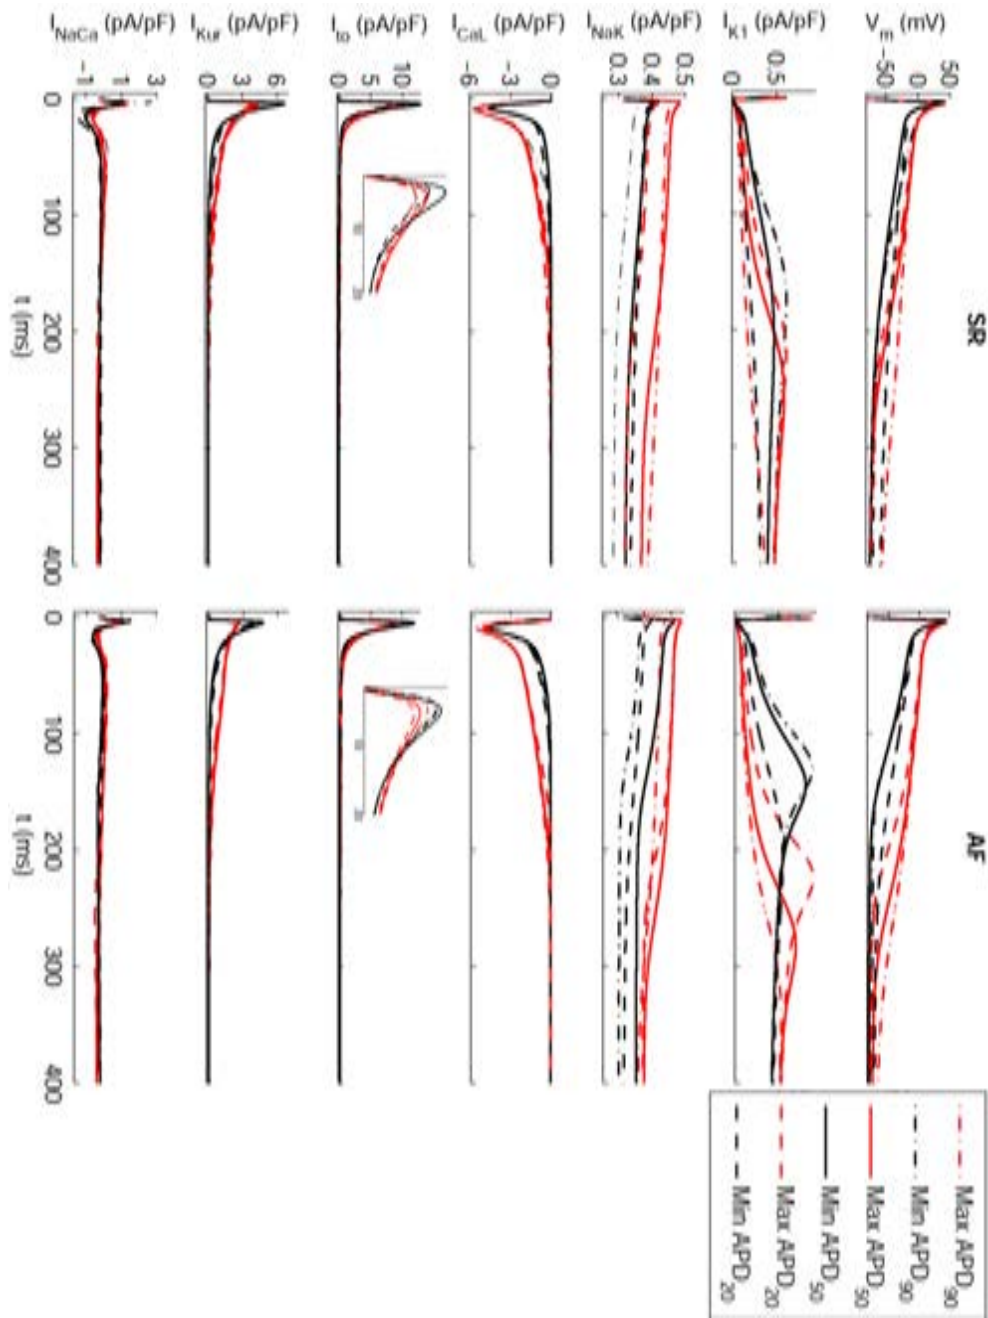 SR
AF
V_m (mV)
50
0
−50
Max APD_90
Min APD_90
Max APD_50
Min APD_50
Max APD_20
Min APD_20
I_K1 (pA/pF)
0.5
0
I_NaK (pA/pF)
0.5
0.4
0.3
I_CaL (pA/pF)
0
−3
−6
I_to (pA/pF)
10
5
0
I_Kur (pA/pF)
6
3
0
I_NaCa (pA/pF)
3
1
−1
0 100 200 300 400
0 100 200 300 400
t (ms)
t (ms)